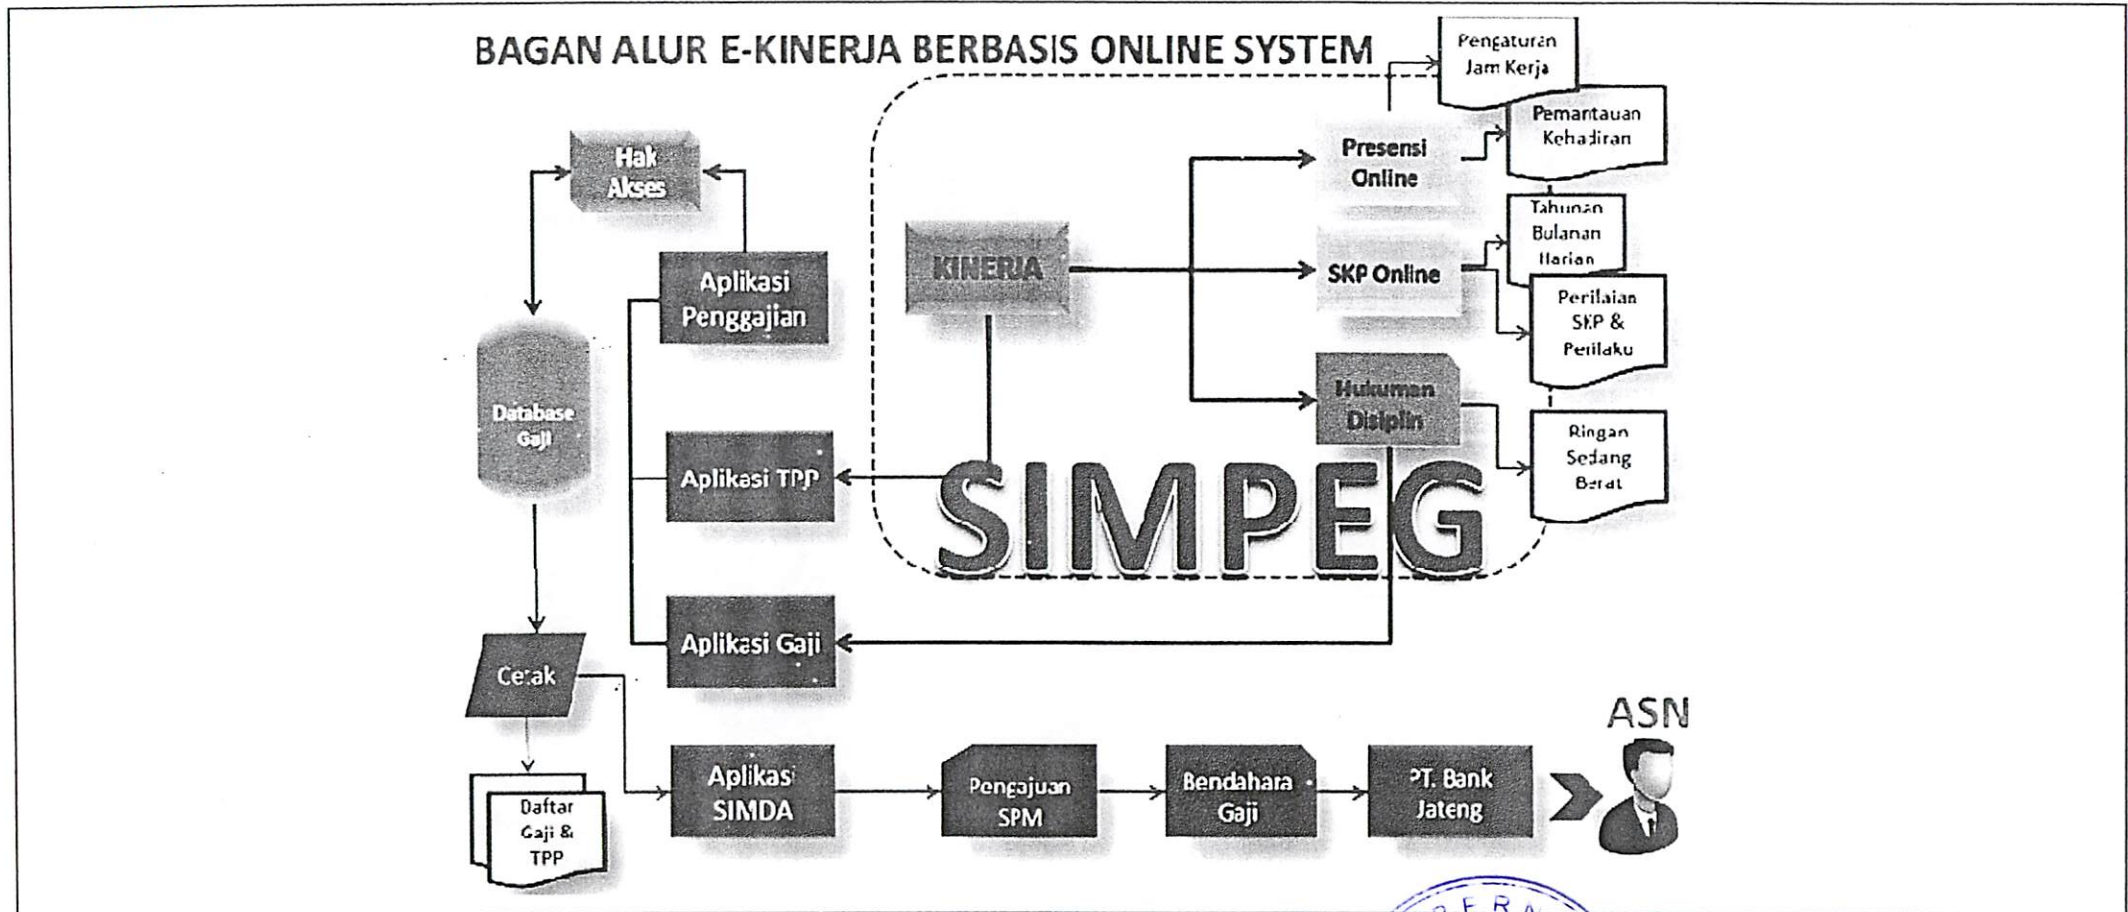 BAGAN ALUR E-KINERJA BERBASIS ONLINE SYSTEM
Pengaturan
Jam Kerja
Pemantauan
Kehadiran
Hak
Akses
Presensi
Online
Tahunan
Bulanan
Harian
KINERJA
SKP Online
Aplikasi
Penggajian
Perilaian
SKP &
Perilaku
Database
Gaji
Hukuman
Disiplin
Ringan
Sedang
Berat
Aplikasi TPP
SIMPEG
Aplikasi Gaji
Cetak
ASN
Aplikasi
SIMDA
Pengajuan
SPM
Bendahara
Gaji
PT. Bank
Jateng
Daftar
Gaji &
TPP